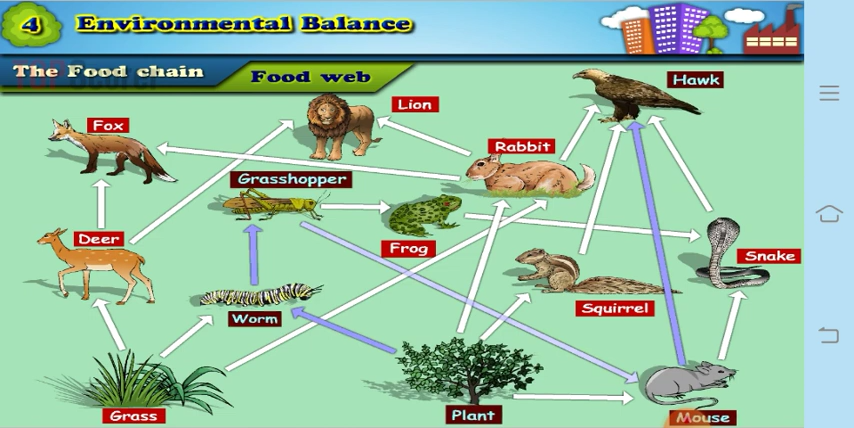 4 Environmental Balance
The Food chain
Food web
Hawk
Lion
Fox
Rabbit
Grasshopper
Deer
Frog
Snake
Squirrel
Worm
Grass
Plant
Mouse